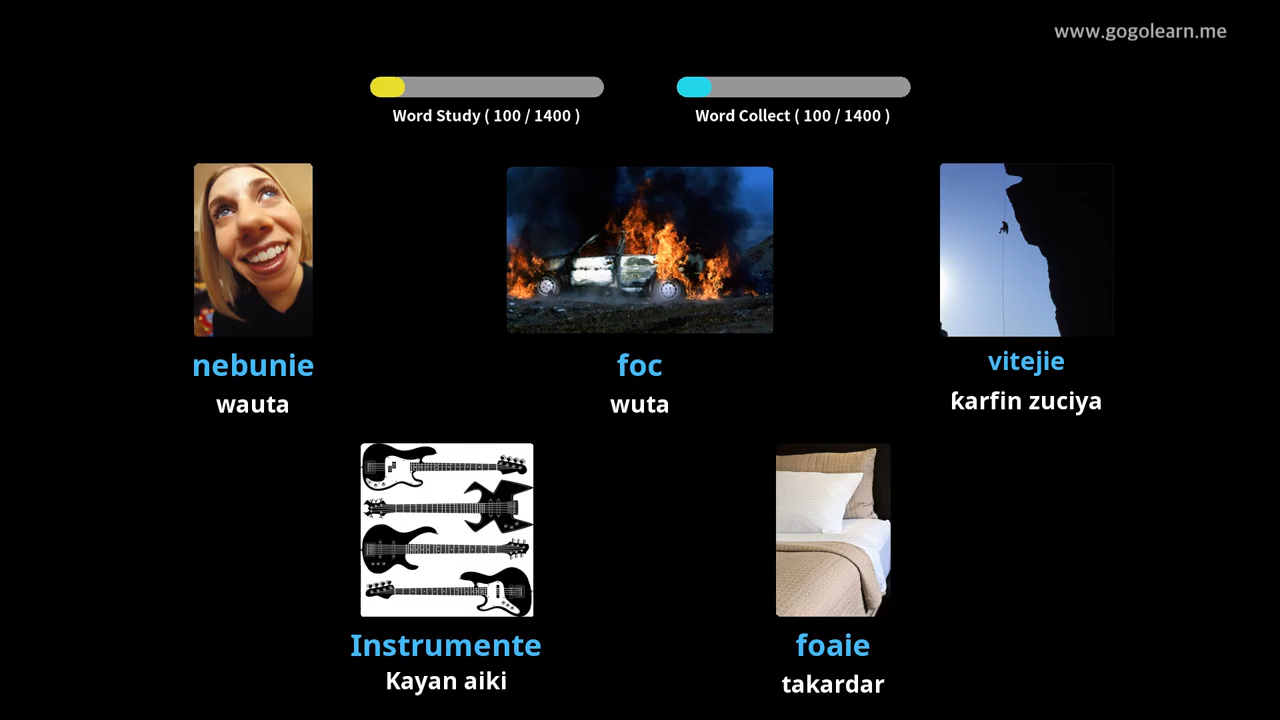 www.gogolearn.me
Word Study ( 100 / 1400 )
Word Collect ( 100 / 1400 )
nebunie
wauta
foc
wuta
vitejie
ƙarfin zuciya
Instrumente
Kayan aiki
foaie
takardar